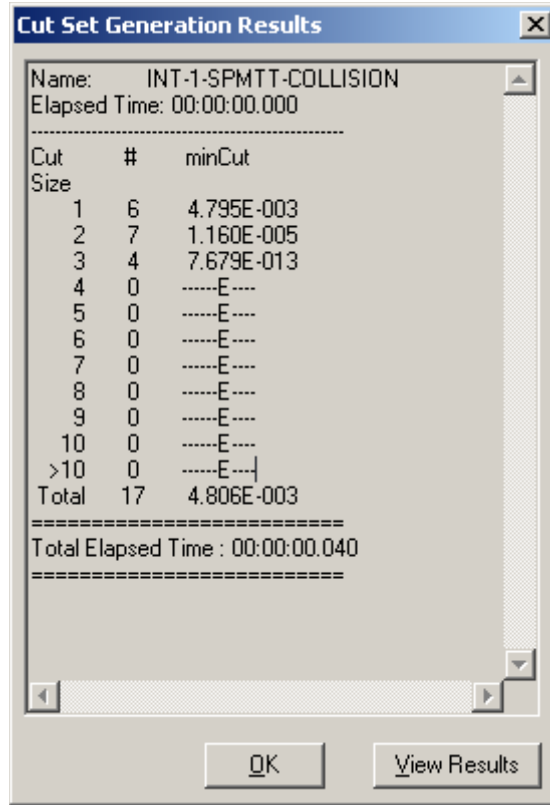 Cut Set Generation Results
Name: INT-1-SPMTT-COLLISION
Elapsed Time: 00:00:00.000
----------------------------------------------------
Cut # minCut
Size
1 6 4.795E-003
2 7 1.160E-005
3 4 7.679E-013
4 0 ------E----
5 0 ------E----
6 0 ------E----
7 0 ------E----
8 0 ------E----
9 0 ------E----
10 0 ------E----
>10 0 ------E----
Total 17 4.806E-003
==========================
Total Elapsed Time : 00:00:00.040
==========================
OK View Results